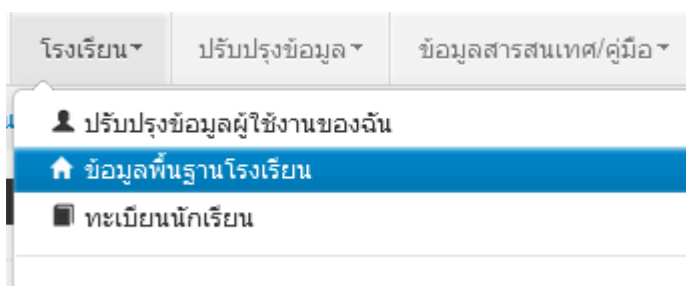 โรงเรียน ปรับปรุงข้อมูล ข้อมูลสารสนเทศ/คู่มือ
ปรับปรุงข้อมูลผู้ใช้งานของฉัน
ข้อมูลพื้นฐานโรงเรียน
ทะเบียนนักเรียน